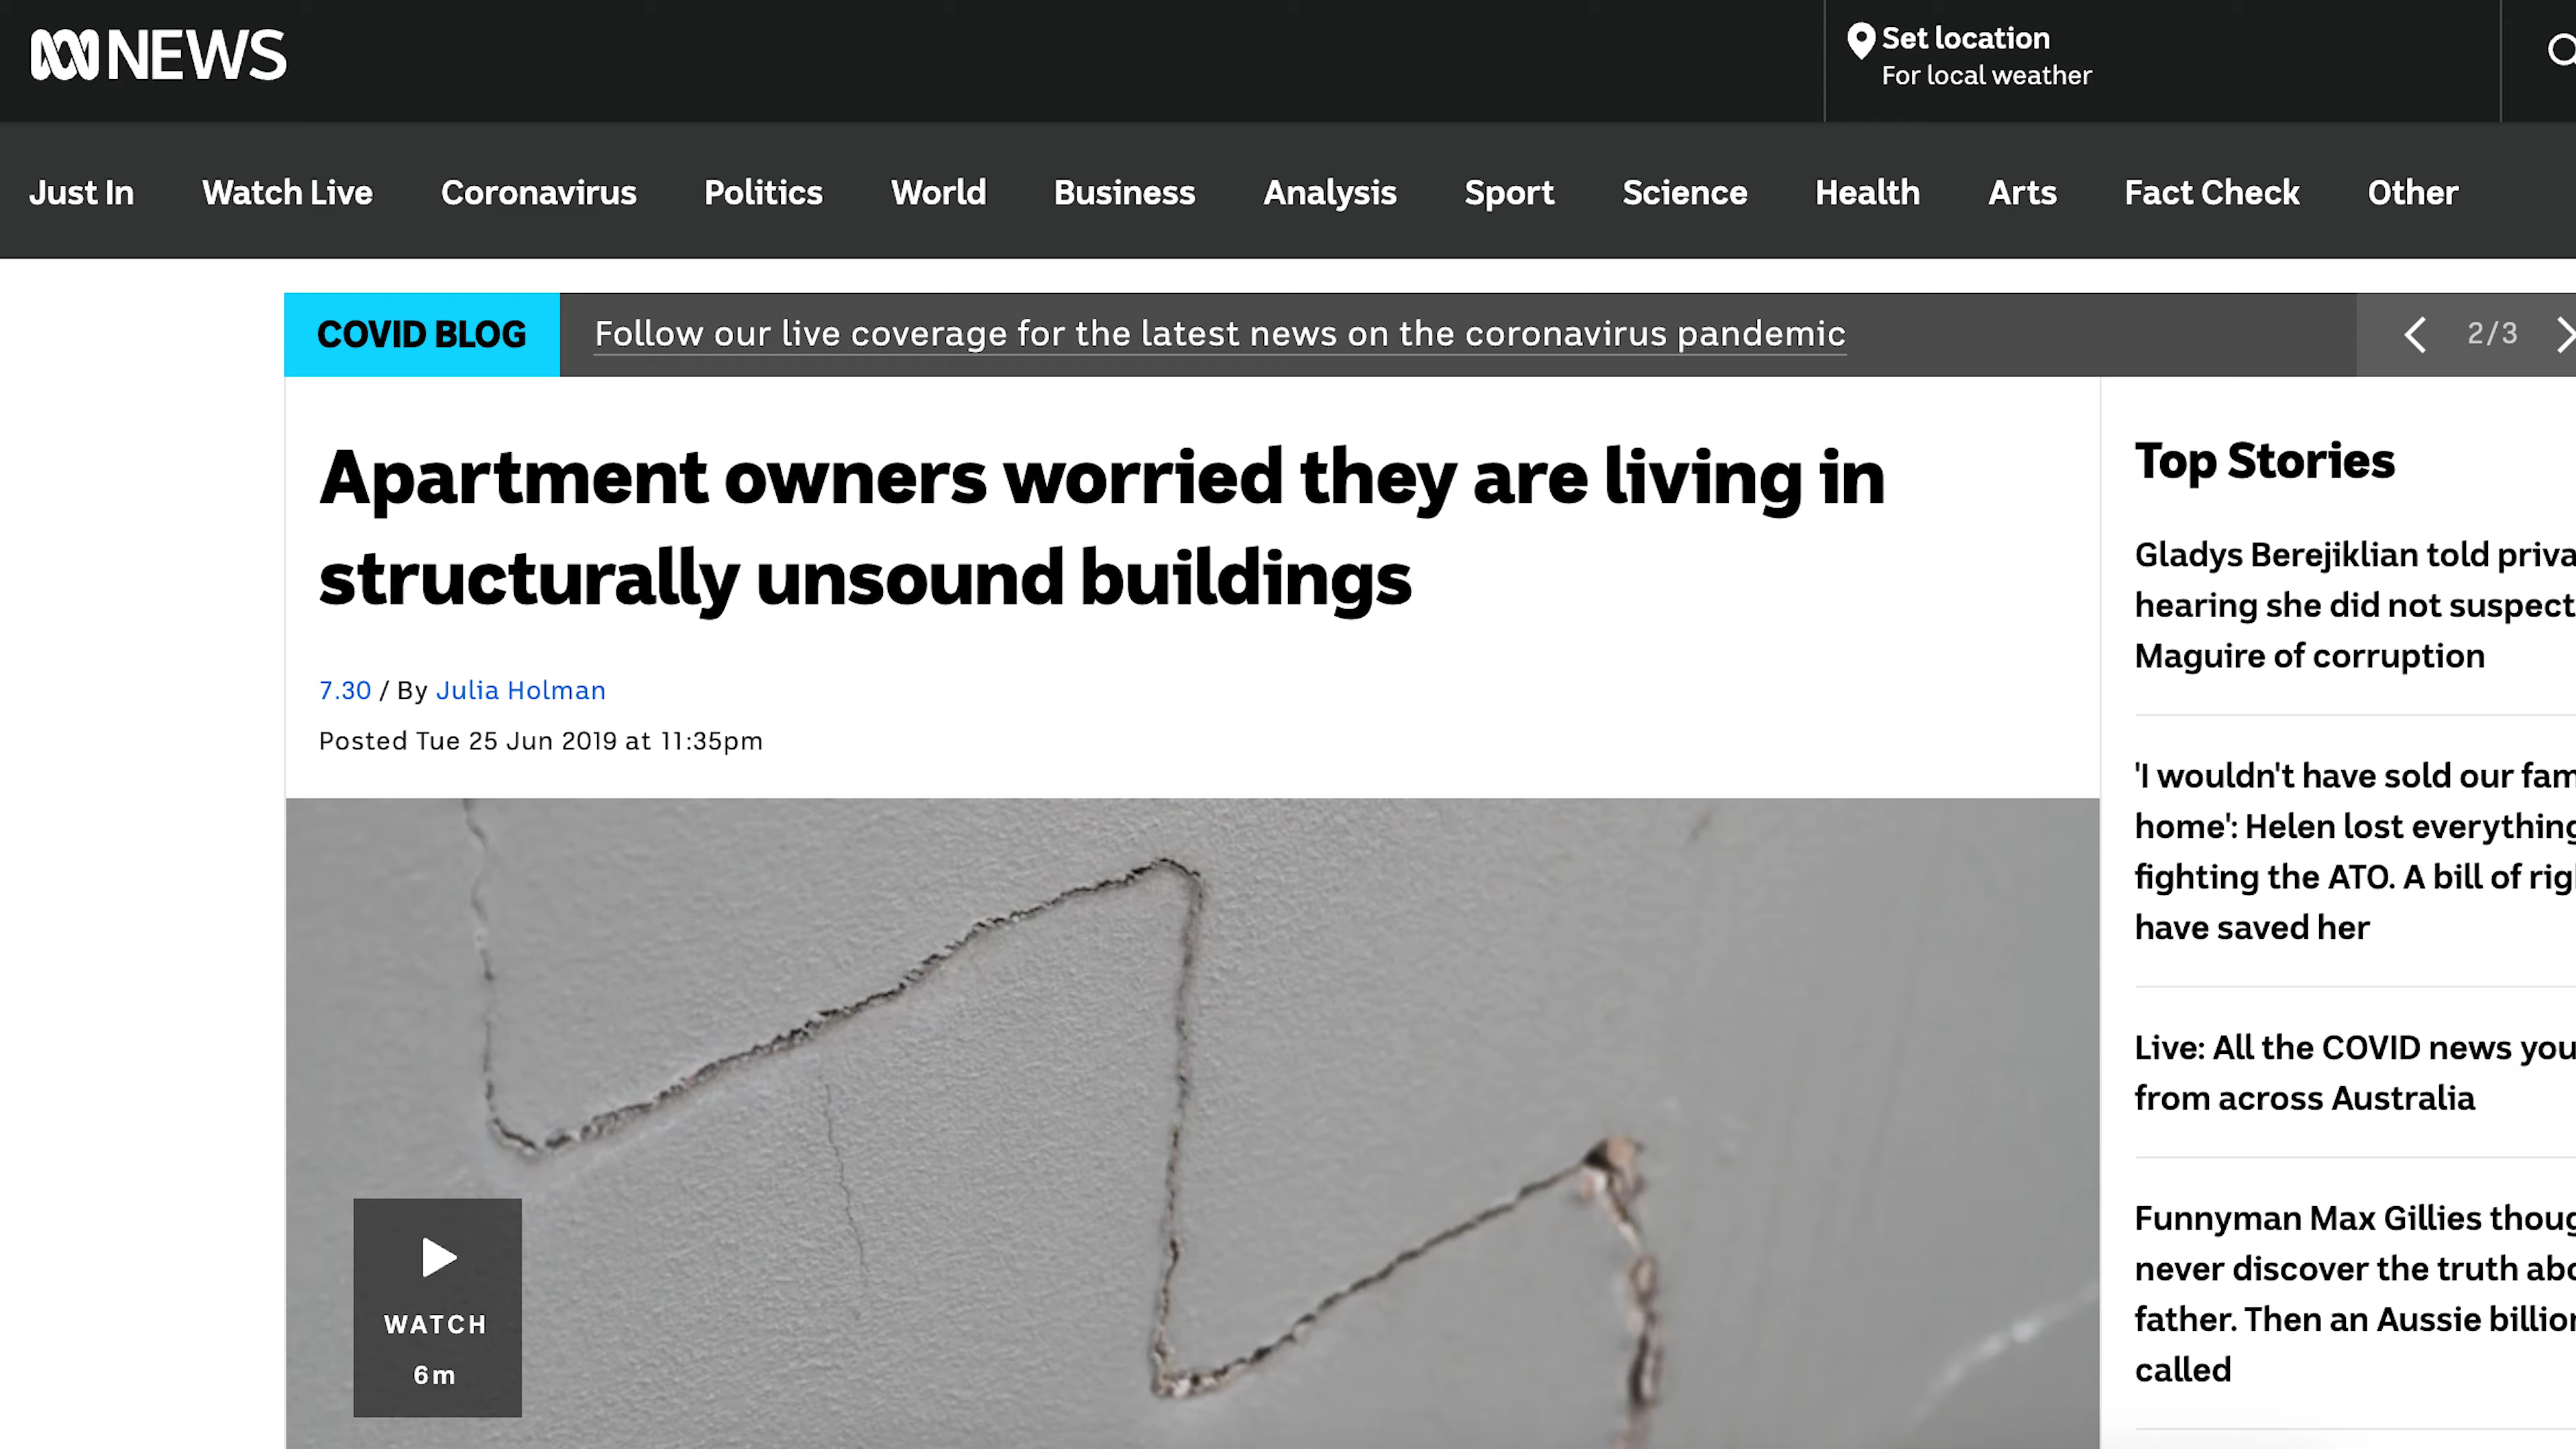 NEWS
Set location
For local weather
Just In Watch Live Coronavirus Politics World Business Analysis Sport Science Health Arts Fact Check Other
COVID BLOG Follow our live coverage for the latest news on the coronavirus pandemic 2/3
Apartment owners worried they are living in
structurally unsound buildings
7.30 / By Julia Holman
Posted Tue 25 Jun 2019 at 11:35pm
WATCH
6m
Top Stories
Gladys Berejiklian told
hearing she did not suspect
Maguire of corruption
'I wouldn't have sold our
home': Helen lost everything
fighting the ATO. A bill of
have saved her
Live: All the COVID news you
from across Australia
Funnyman Max Gillies
never discover the truth
father. Then an Aussie
called